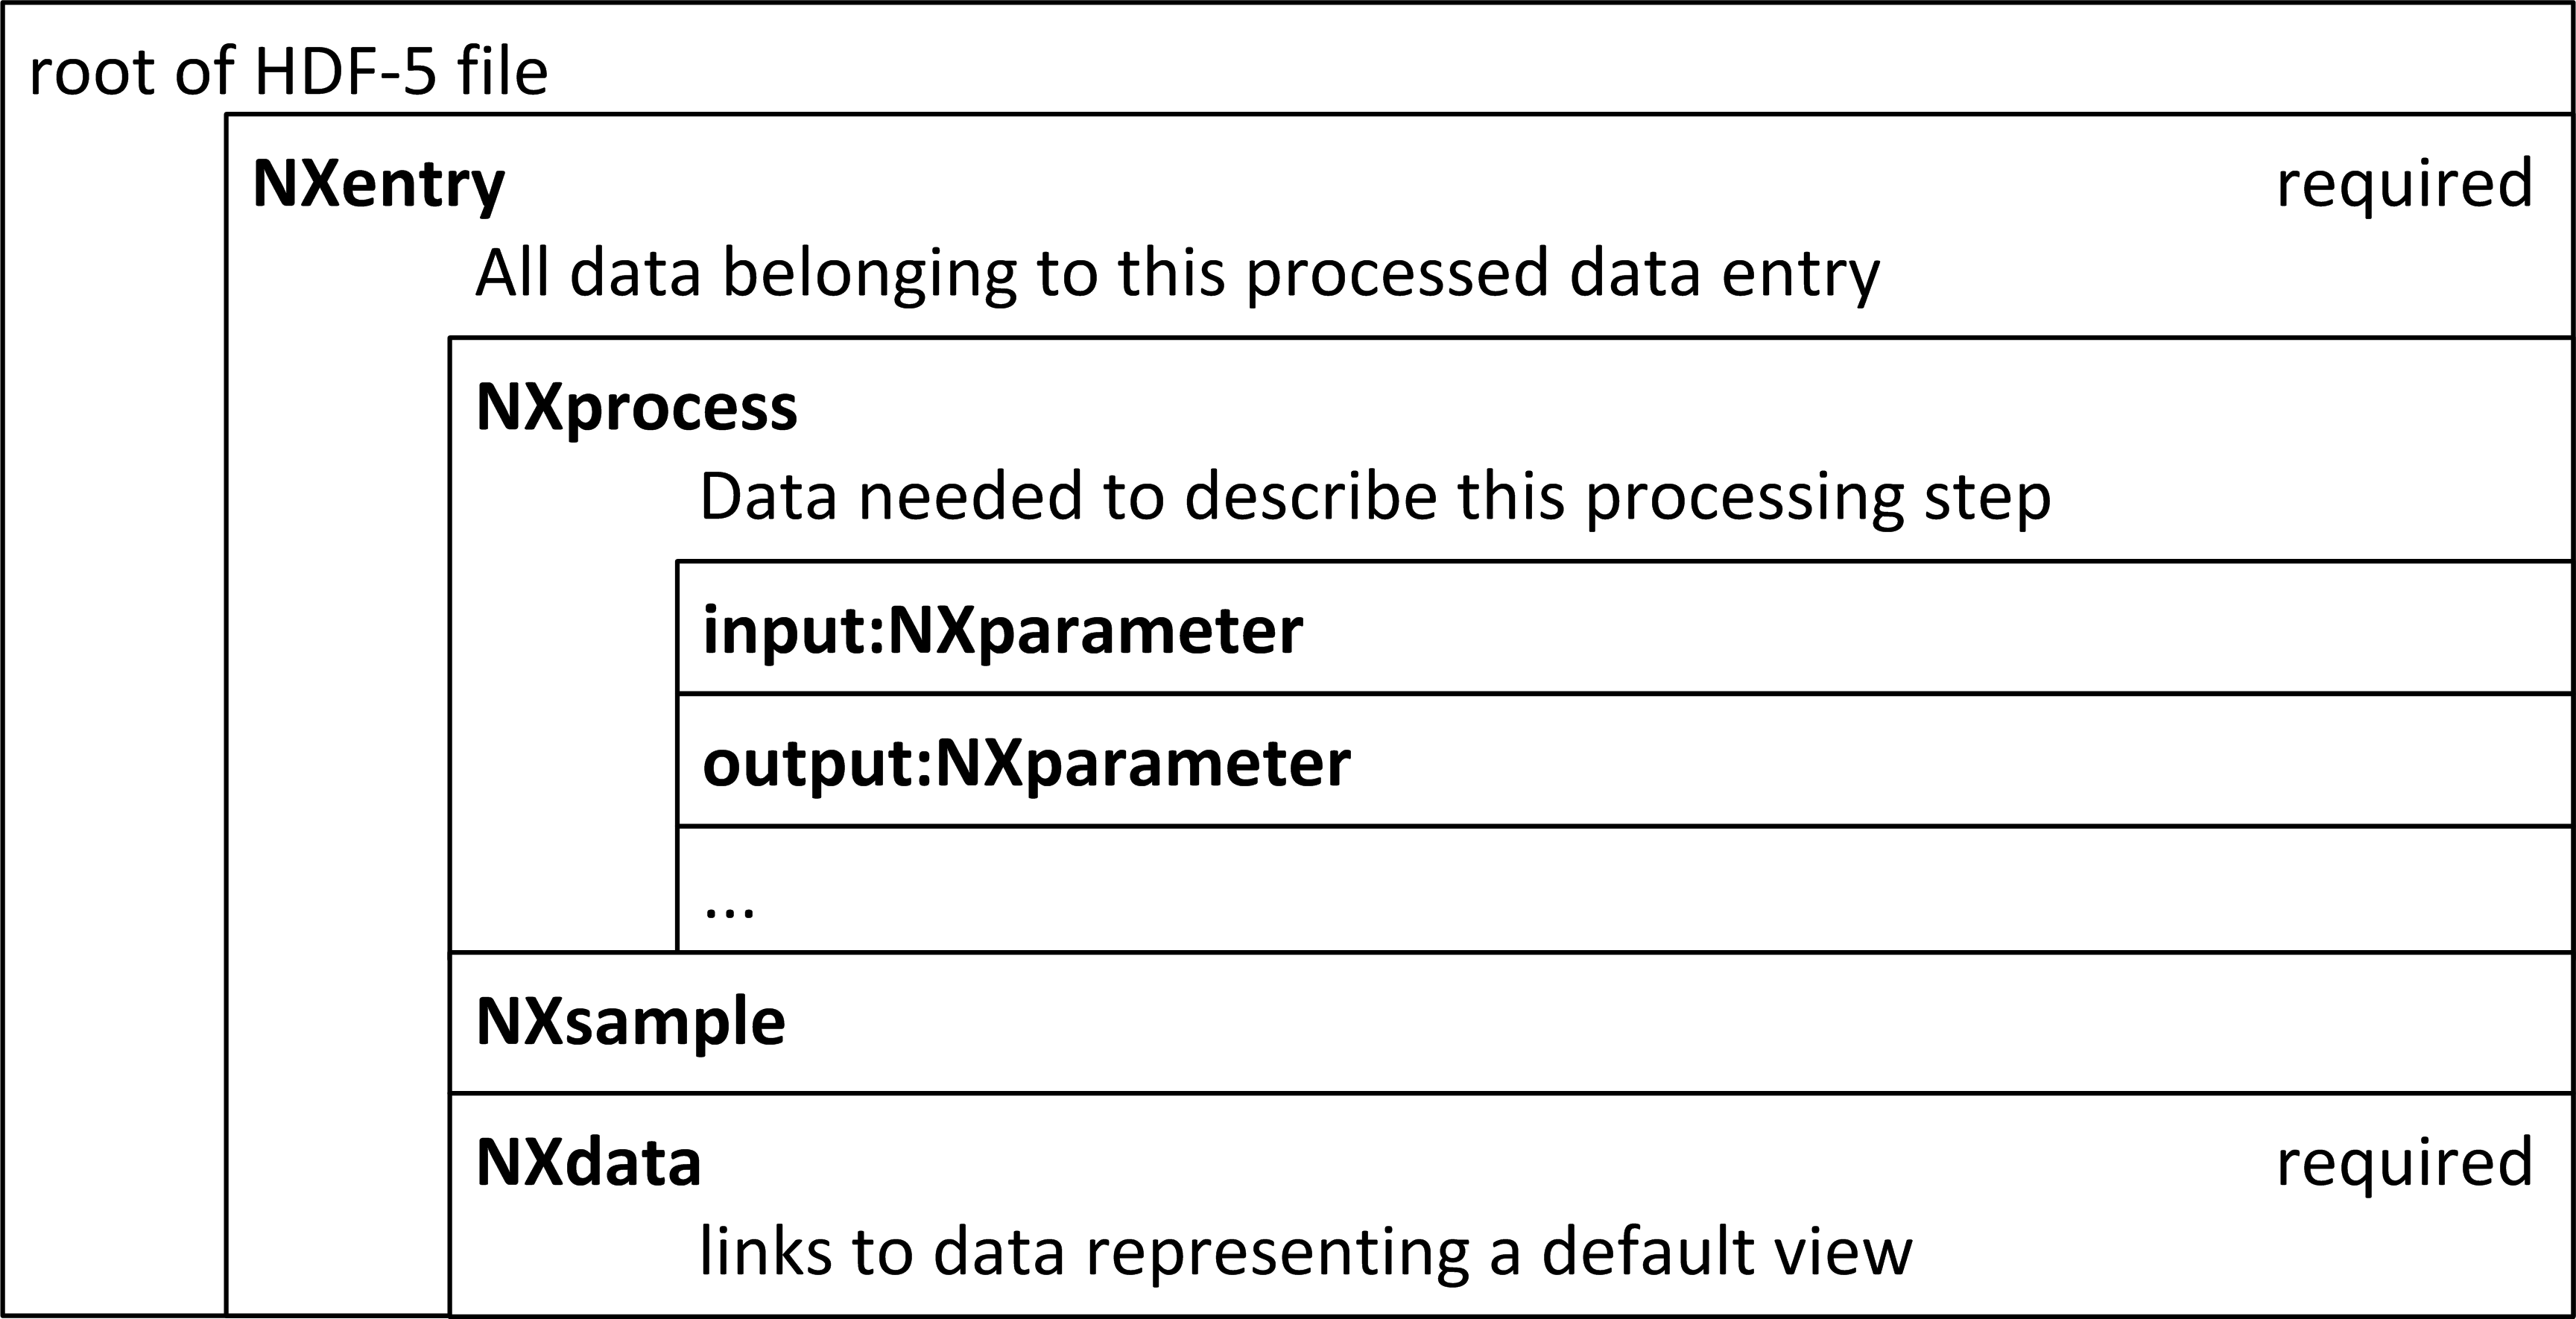 root of HDF-5 file
NXentry required
All data belonging to this processed data entry
NXprocess
Data needed to describe this processing step
input:NXparameter
output:NXparameter
...
NXsample
NXdata required
links to data representing a default view